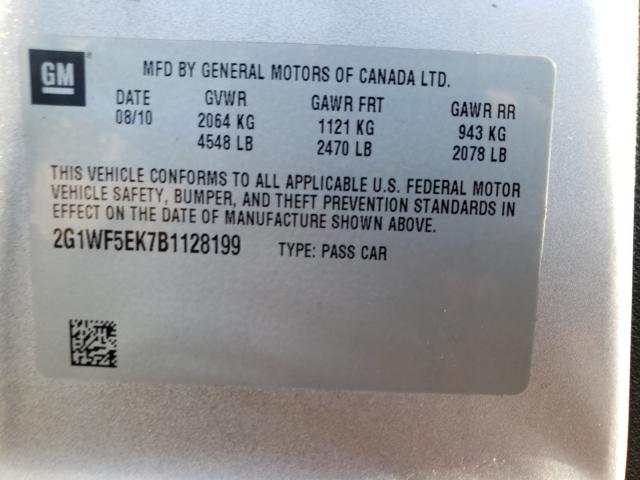 GM
MFD BY GENERAL MOTORS OF CANADA LTD.
DATE GVWR GAWR FRT GAWR RR
08/10 2064 KG 1121 KG 943 KG
4548 LB 2470 LB 2078 LB
THIS VEHICLE CONFORMS TO ALL APPLICABLE U.S. FEDERAL MOTOR
VEHICLE SAFETY, BUMPER, AND THEFT PREVENTION STANDARDS IN
EFFECT ON THE DATE OF MANUFACTURE SHOWN ABOVE.
2G1WF5EK7B1128199 TYPE: PASS CAR